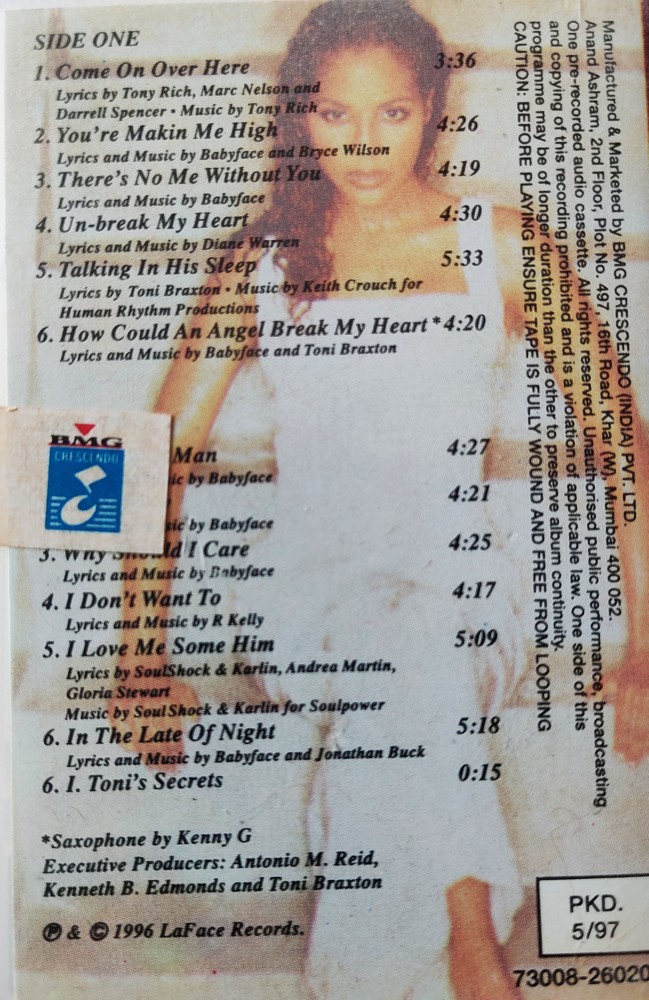 SIDE ONE
1. Come On Over Here 3:36
Lyrics by Tony Rich, Marc Nelson and
Darrell Spencer • Music by Tony Rich
2. You're Makin Me High 4:26
Lyrics and Music by Babyface and Bryce Wilson
3. There's No Me Without You 4:19
Lyrics and Music by Babyface
4. Un-break My Heart 4:30
Lyrics and Music by Diane Warren
5. Talking In His Sleep 5:33
Lyrics by Toni Braxton • Music by Keith Crouch for
Human Rhythm Productions
6. How Could An Angel Break My Heart *4:20
Lyrics and Music by Babyface and Toni Braxton
BMG
CRESCENDO
Man 4:27
by Babyface
4:21
by Babyface
3. Why Should I Care 4:25
Lyrics and Music by Babyface
4. I Don't Want To 4:17
Lyrics and Music by R Kelly
5. I Love Me Some Him 5:09
Lyrics by SoulShock & Karlin, Andrea Martin,
Gloria Stewart
Music by SoulShock & Karlin for Soulpower
6. In The Late Of Night 5:18
Lyrics and Music by Babyface and Jonathan Buck
6. I. Toni's Secrets 0:15
*Saxophone by Kenny G
Executive Producers: Antonio M. Reid,
Kenneth B. Edmonds and Toni Braxton
℗ & © 1996 LaFace Records.
Manufactured & Marketed by BMG CRESCENDO (INDIA) PVT. LTD.
Anand Ashram, 2nd Floor, Plot No. 497, 16th Road, Khar (W), Mumbai 400 052.
One pre-recorded audio cassette. All rights reserved. Unauthorised public performance, broadcasting
and copying of this recording prohibited and is a violation of applicable law. One side of this
programme may be of longer duration than the other to preserve album continuity.
CAUTION: BEFORE PLAYING ENSURE TAPE IS FULLY WOUND AND FREE FROM LOOPING
PKD.
5/97
73008-26020